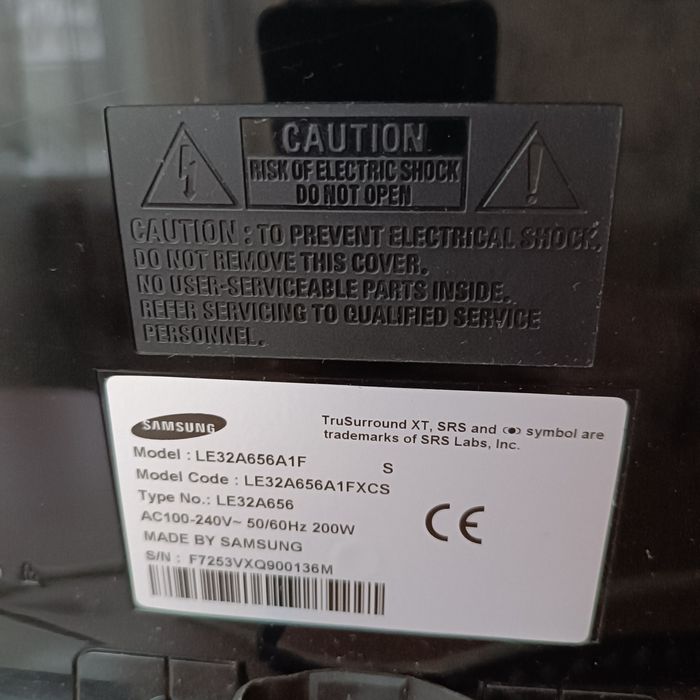 CAUTION
RISK OF ELECTRIC SHOCK
DO NOT OPEN
CAUTION : TO PREVENT ELECTRICAL SHOCK,
DO NOT REMOVE THIS COVER.
NO USER-SERVICEABLE PARTS INSIDE.
REFER SERVICING TO QUALIFIED SERVICE
PERSONNEL.
SAMSUNG
TruSurround XT, SRS and (●) symbol are
trademarks of SRS Labs, Inc.
Model : LE32A656A1F S
Model Code : LE32A656A1FXCS
Type No.: LE32A656
AC100-240V~ 50/60Hz 200W
MADE BY SAMSUNG
S/N : F7253VXQ900136M
CE